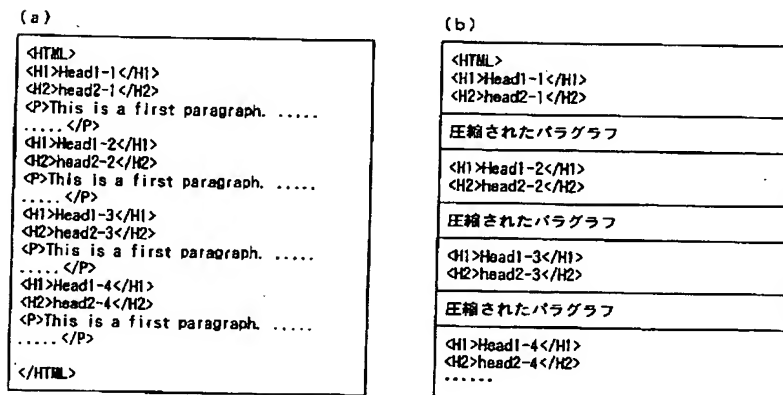 (a)
<HTML>
<H1>Head1-1</H1>
<H2>head2-1</H2>
<P>This is a first paragraph. .....
.....</P>
<H1>Head1-2</H1>
<H2>head2-2</H2>
<P>This is a first paragraph. .....
.....</P>
<H1>Head1-3</H1>
<H2>head2-3</H2>
<P>This is a first paragraph. .....
.....</P>
<H1>Head1-4</H1>
<H2>head2-4</H2>
<P>This is a first paragraph. .....
.....</P>
</HTML>
(b)
<HTML>
<H1>Head1-1</H1>
<H2>head2-1</H2>
圧縮されたパラグラフ
<H1>Head1-2</H1>
<H2>head2-2</H2>
圧縮されたパラグラフ
<H1>Head1-3</H1>
<H2>head2-3</H2>
圧縮されたパラグラフ
<H1>Head1-4</H1>
<H2>head2-4</H2>
......